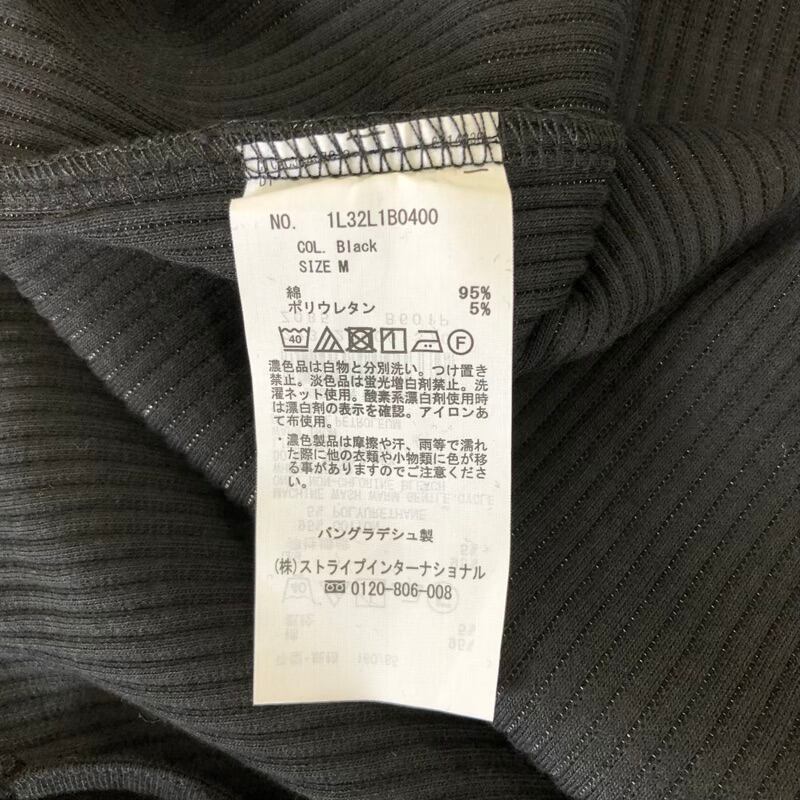 NO. 1L32L1B0400
COL. Black
SIZE M
綿 95%
ポリウレタン 5%
40 F
濃色品は白物と分別洗い。つけ置き
禁止。淡色品は蛍光増白剤禁止。洗
濯ネット使用。酸素系漂白剤使用時
は漂白剤の表示を確認。アイロンあ
て布使用。
・濃色製品は摩擦や汗、雨等で濡れ
た際に他の衣類や小物類に色が移
る事がありますのでご注意くださ
い。
バングラデシュ製
(株)ストライプインターナショナル
0120-806-008